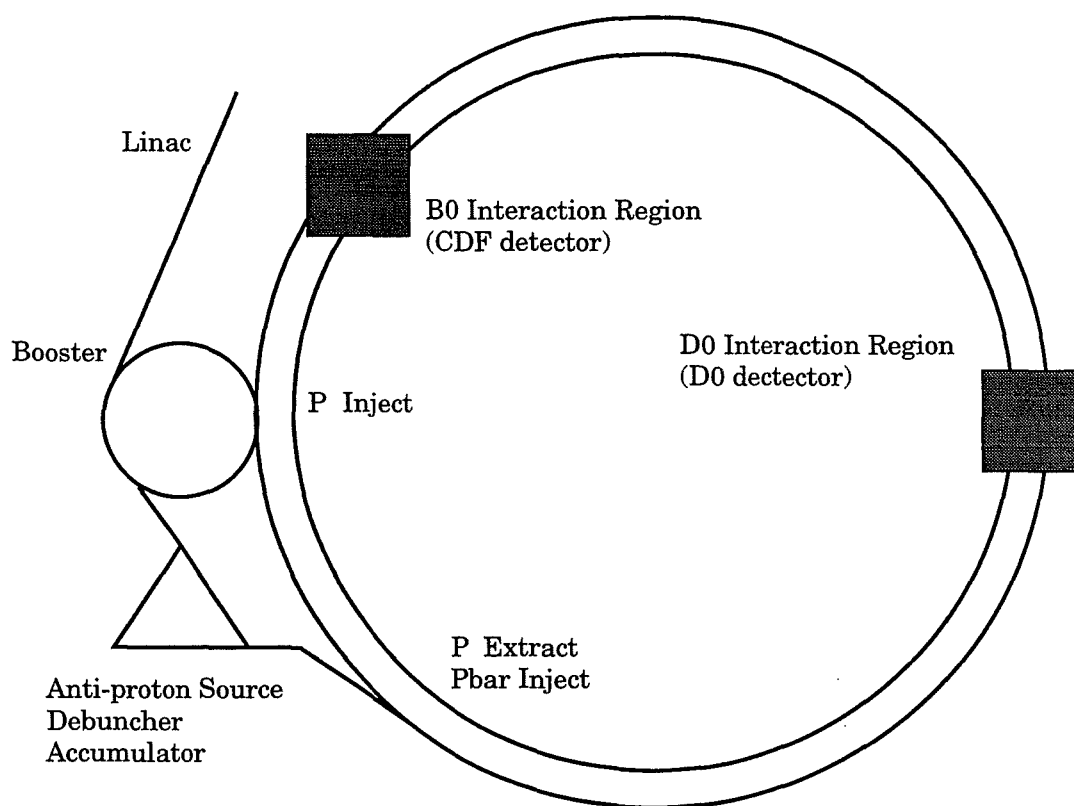 Linac
B0 Interaction Region
(CDF detector)
Booster
D0 Interaction Region
(D0 dectector)
P Inject
P Extract
Pbar Inject
Anti-proton Source
Debuncher
Accumulator